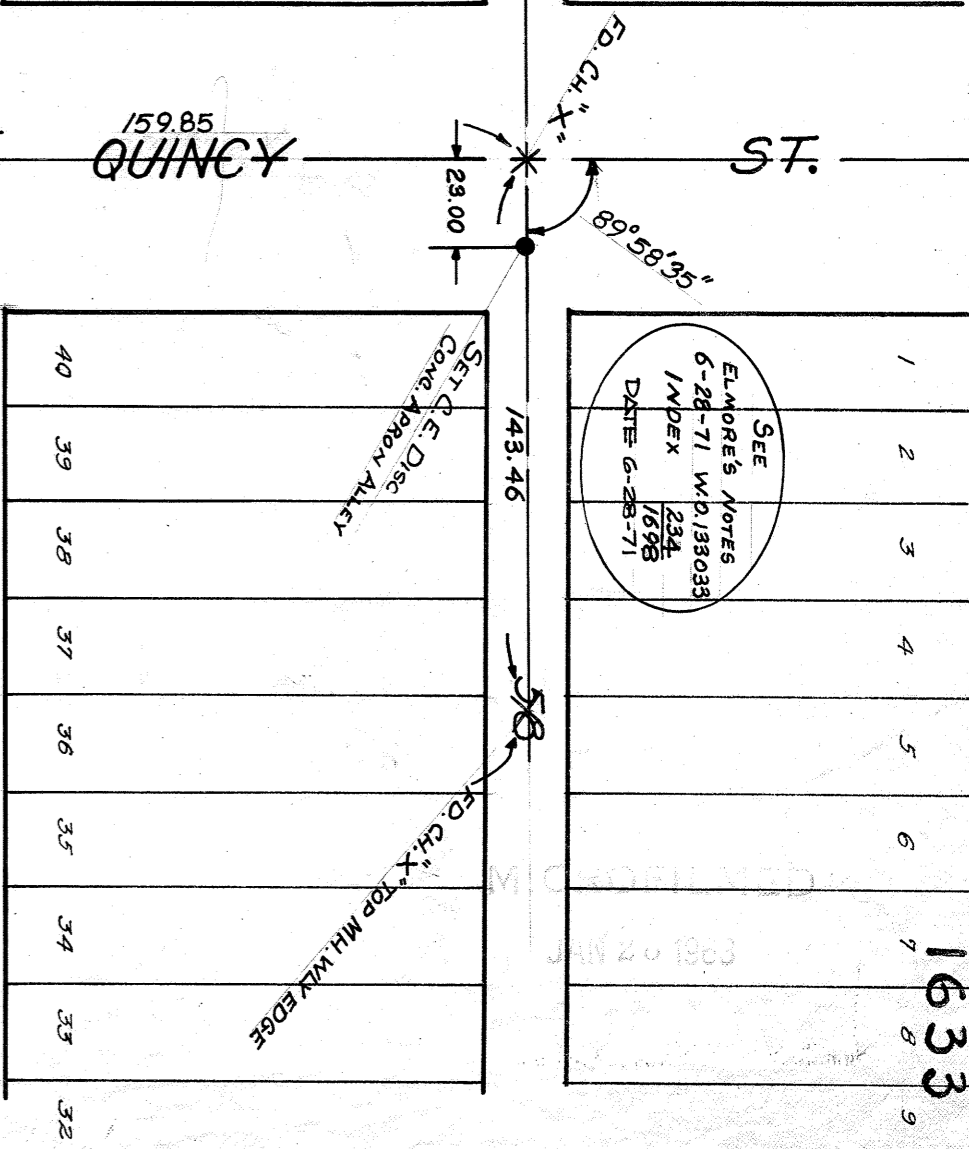 FD. CH. "X"
159.85
QUINCY ST.
23.00
89°58'35"
SET C.E. DISC
CONC. APRON ALLEY
143.46
SEE
ELMORE'S NOTES
6-28-71 W.O. 133033
INDEX 234
1698
DATE 6-28-71
FD. CH. "X" TOP MH. WLY EDGE
40
39
38
37
36
35
34
33
32
1
2
3
4
5
6
7
8
9
MICROFILMED
1633